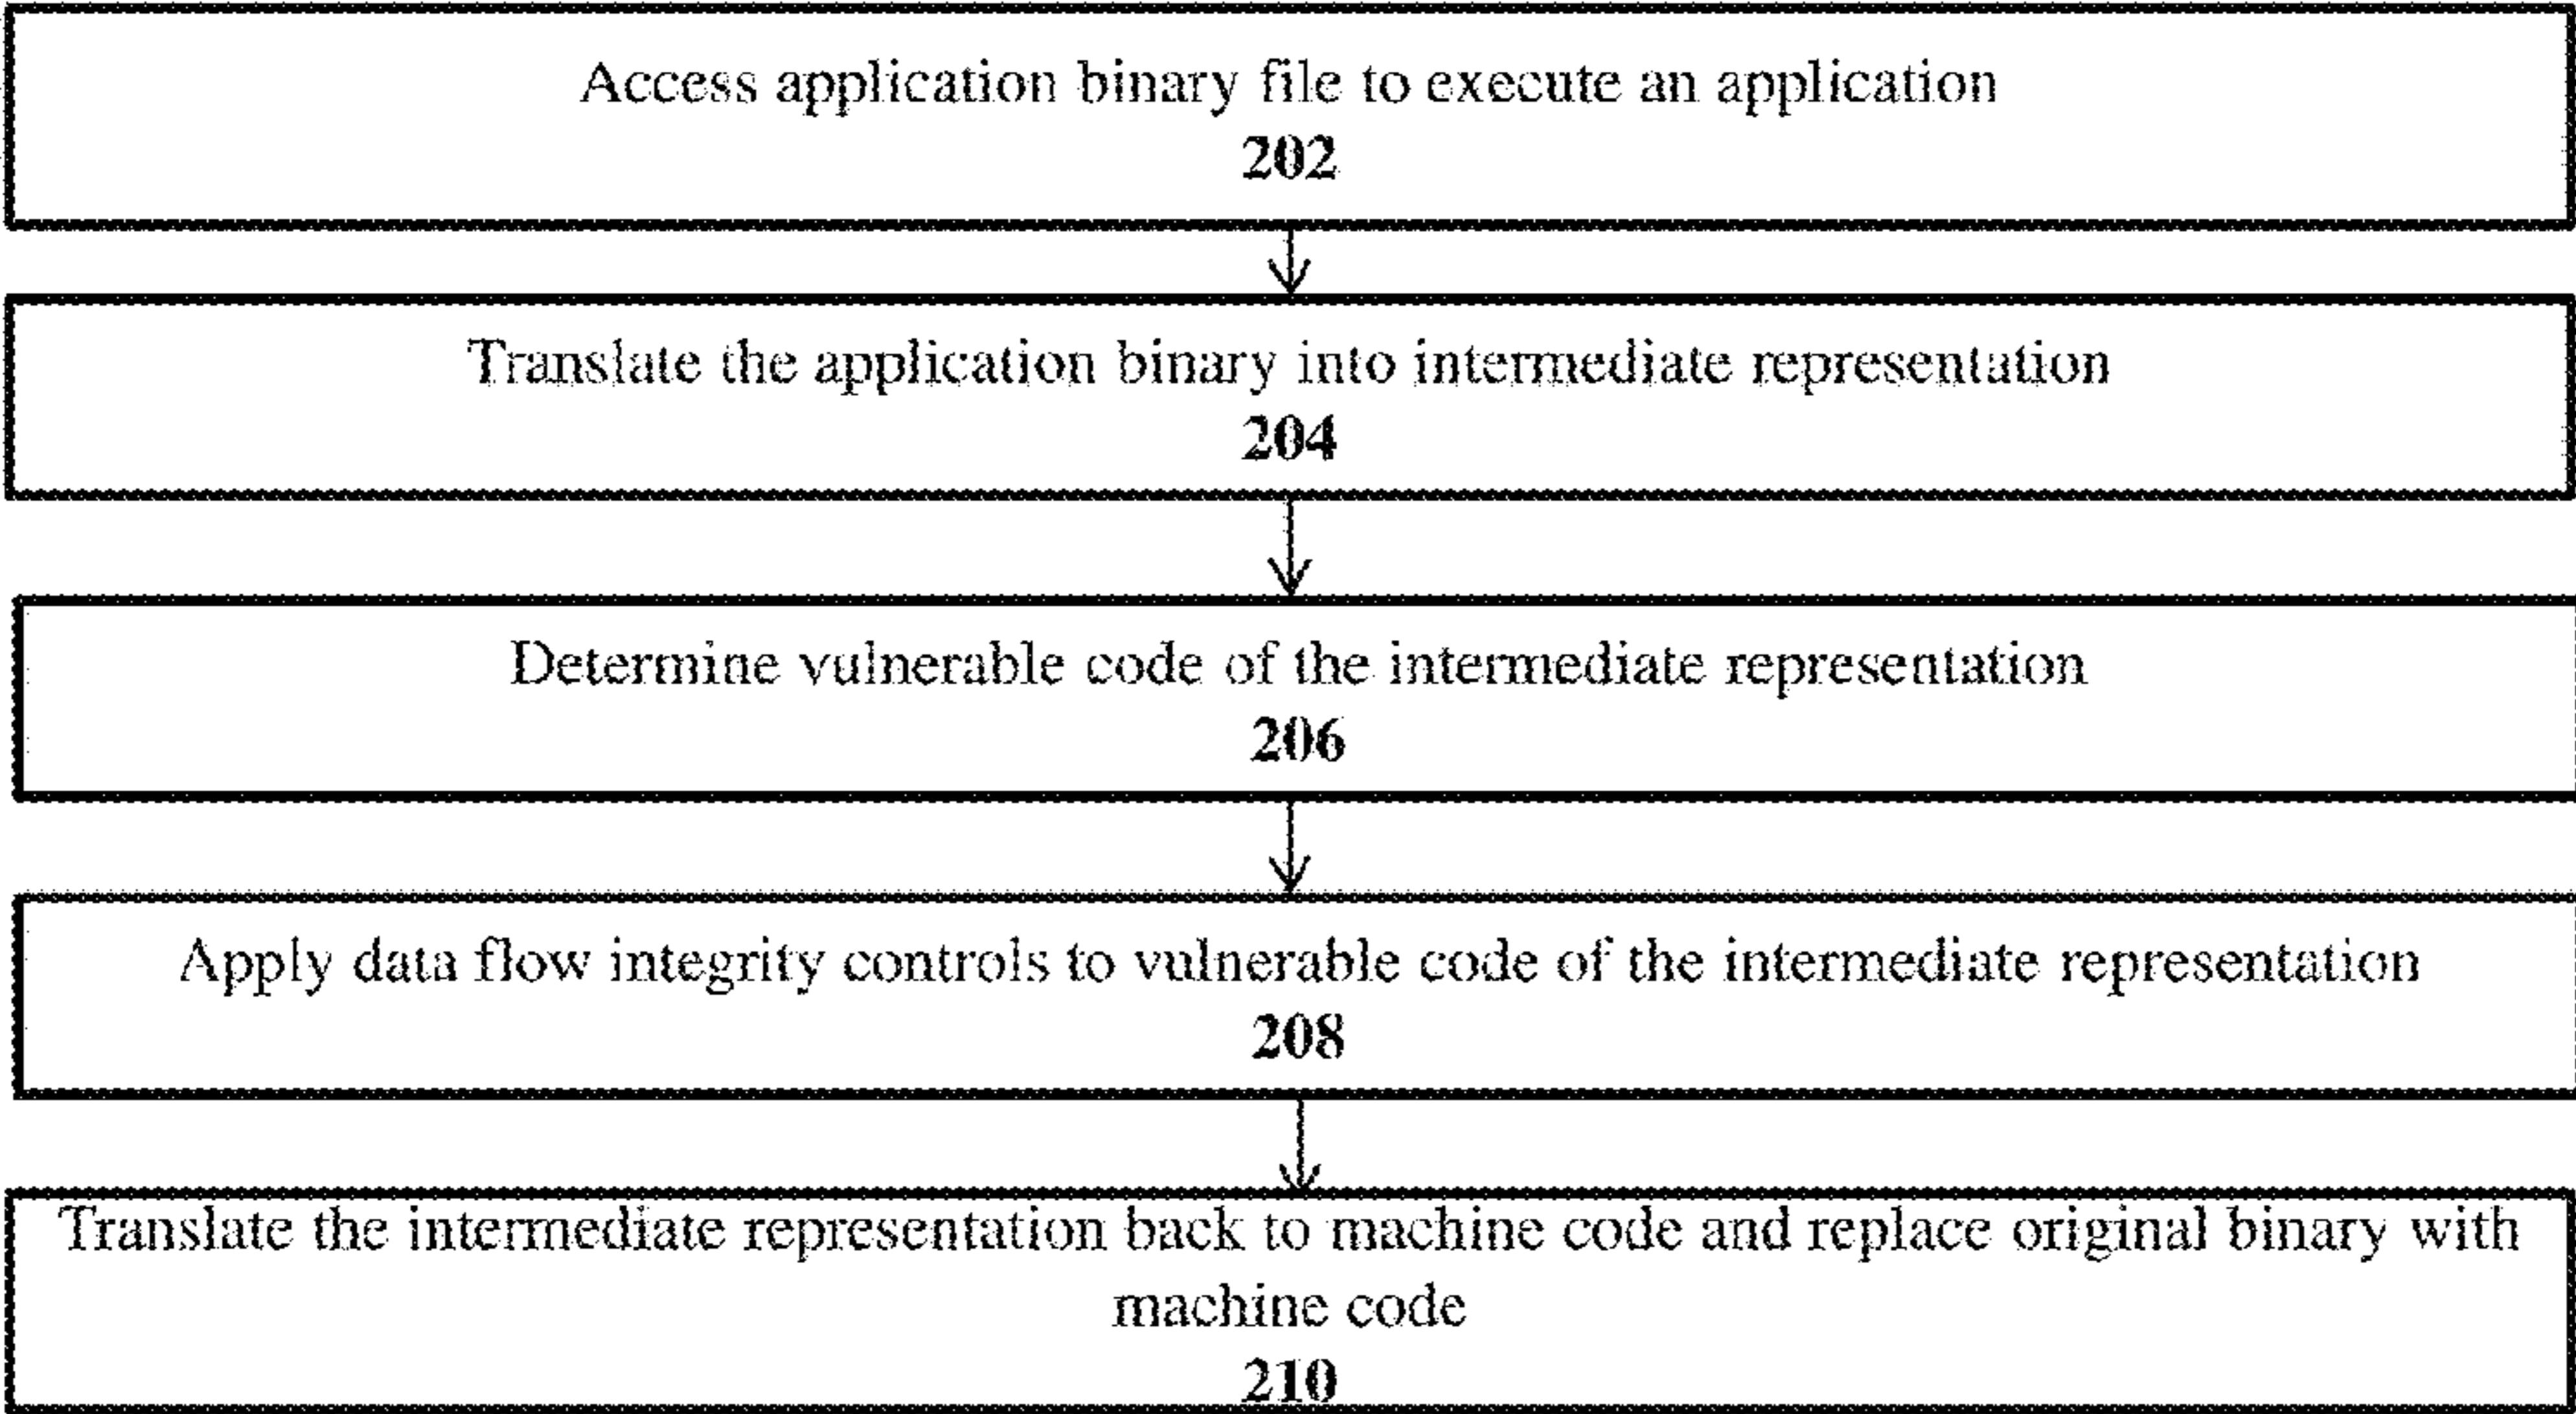 Access application binary file to execute an application
202
Translate the application binary into intermediate representation
204
Determine vulnerable code of the intermediate representation
206
Apply data flow integrity controls to vulnerable code of the intermediate representation
208
Translate the intermediate representation back to machine code and replace original binary with
machine code
210